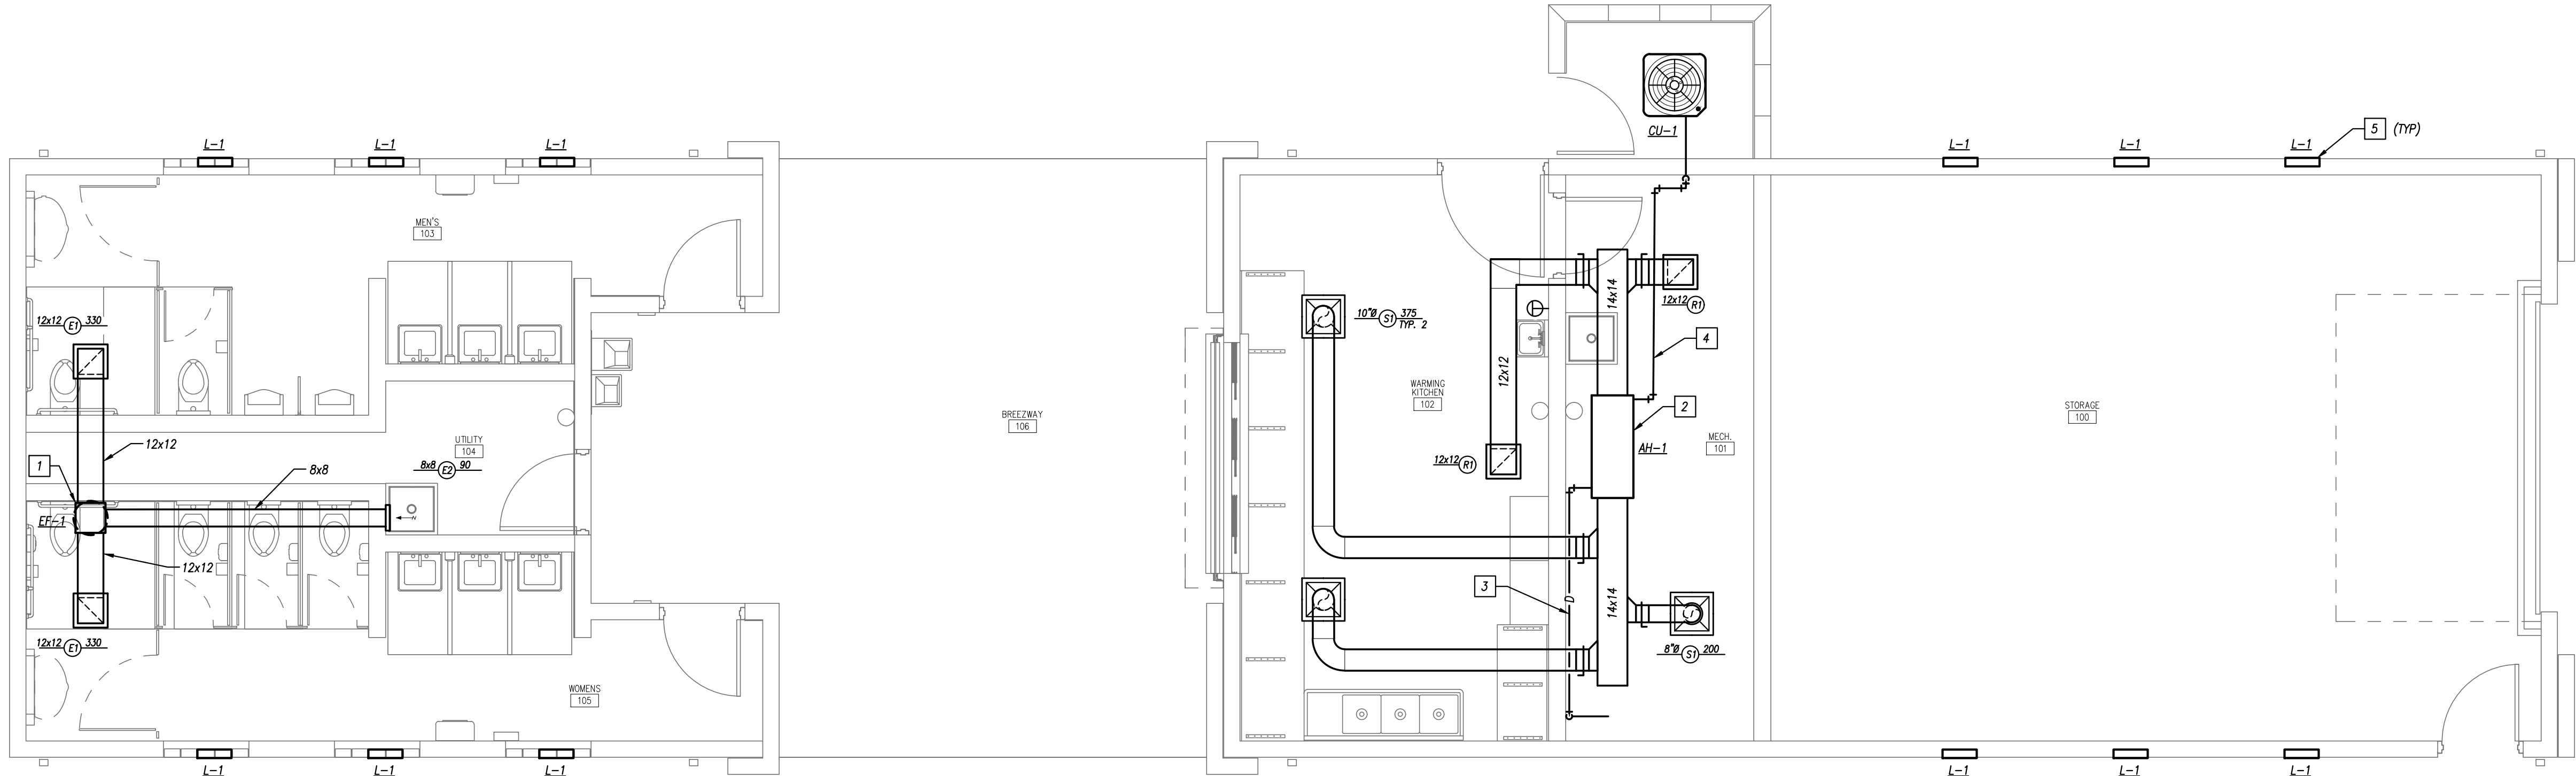 CU-1
5 (TYP)
L-1 L-1 L-1 L-1 L-1 L-1
MEN'S
103
12x12 E1 330
10"Ø S1 375
TYP. 2
14x14
12x12 R1
4
12x12
WARMING
KITCHEN
102
2
BREEZWAY
106
STORAGE
100
12x12
UTILITY
104
MECH.
101
AH-1
1
8x8
8x8 E2 90
12x12 R1
EF-1
N
12x12
3
D
14x14
12x12 E1 330
8"Ø S1 200
WOMENS
105
L-1 L-1 L-1 L-1 L-1 L-1